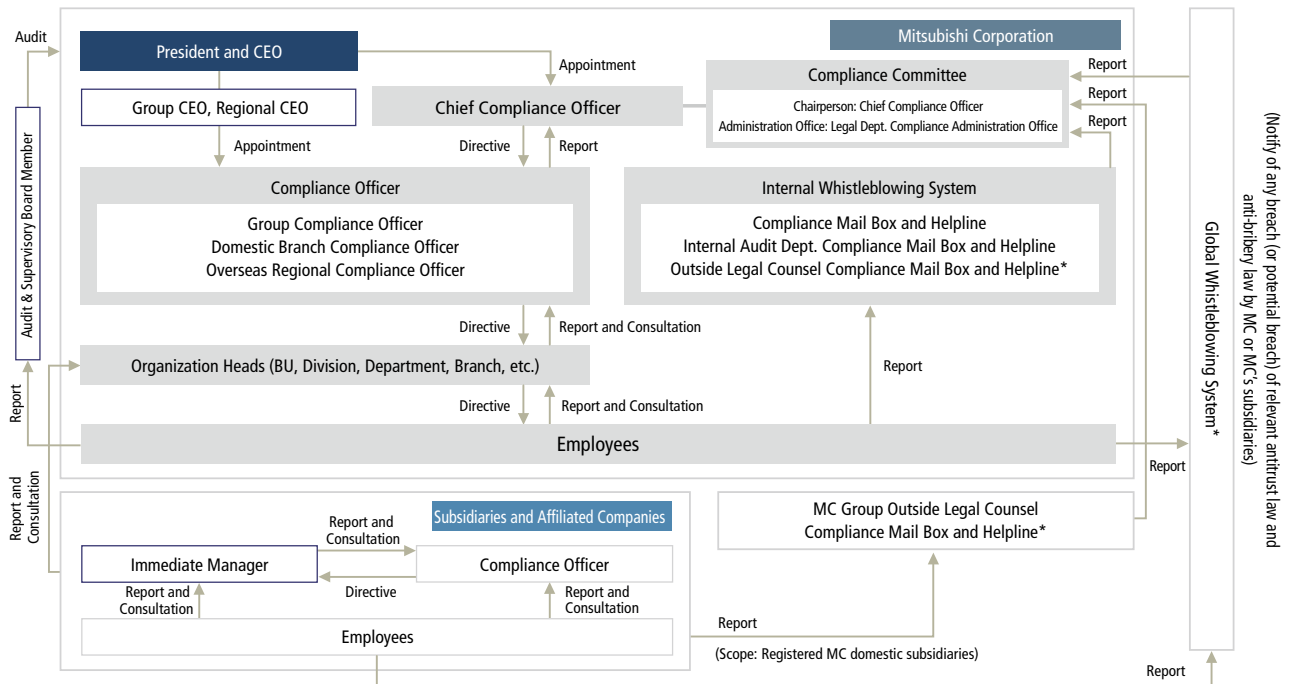 Audit
President and CEO
Mitsubishi Corporation
Appointment
Group CEO, Regional CEO
Chief Compliance Officer
Compliance Committee
Chairperson: Chief Compliance Officer
Administration Office: Legal Dept. Compliance Administration Office
Report
Report
Report
Appointment
Directive
Report
Compliance Officer
Group Compliance Officer
Domestic Branch Compliance Officer
Overseas Regional Compliance Officer
Internal Whistleblowing System
Compliance Mail Box and Helpline
Internal Audit Dept. Compliance Mail Box and Helpline
Outside Legal Counsel Compliance Mail Box and Helpline*
Audit & Supervisory Board Member
Directive
Report and Consultation
Organization Heads (BU, Division, Department, Branch, etc.)
Report
Directive
Report and Consultation
Report
Employees
Report
Global Whistleblowing System*
(Notify of any breach (or potential breach) of relevant antitrust law and
anti-bribery law by MC or MC's subsidiaries)
Report and
Consultation
Subsidiaries and Affiliated Companies
Report and
Consultation
Immediate Manager
Compliance Officer
Directive
Report and
Consultation
Report and
Consultation
Employees
MC Group Outside Legal Counsel
Compliance Mail Box and Helpline*
Report
(Scope: Registered MC domestic subsidiaries)
Report